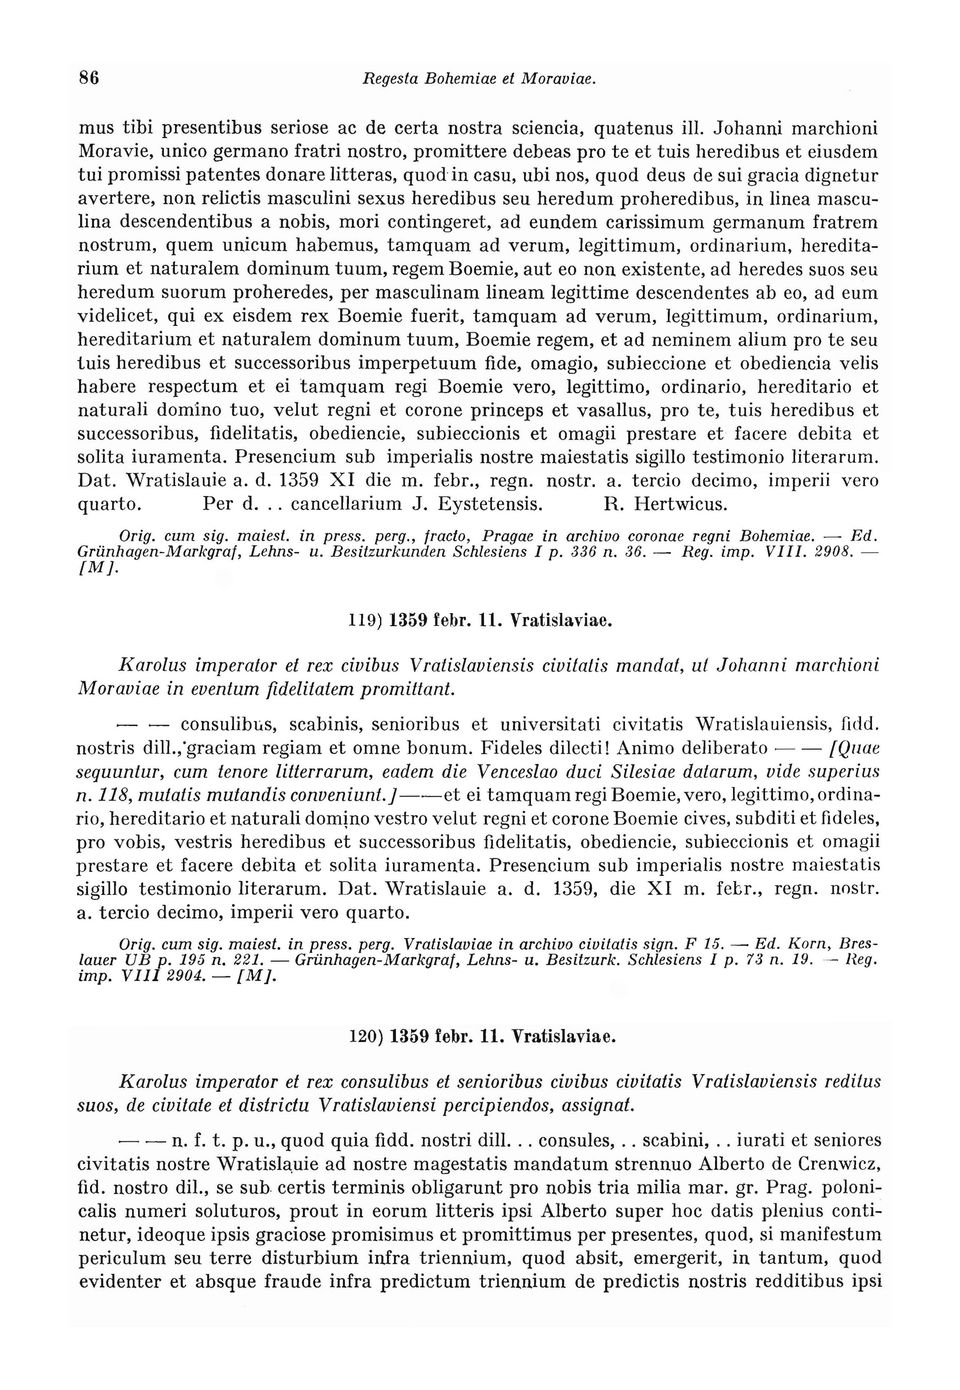 86 Regesta Bohemiae et Moraviae.
mus tibi presentibus seriose ac de certa nostra sciencia, quatenus ill. Johanni marchioni
Moravie, unico germano fratri nostro, promittere debeas pro te et tuis heredibus et eiusdem
tui promissi patentes donare litteras, quod in casu, ubi nos, quod deus de sui gracia dignetur
avertere, non relictis masculini sexus heredibus seu heredum proheredibus, in linea mascu-
lina descendentibus a nobis, mori contingeret, ad eundem carissimum germanum fratrem
nostrum, quem unicum habemus, tamquam ad verum, legittimum, ordinarium, heredita-
rium et naturalem dominum tuum, regem Boemie, aut eo non existente, ad heredes suos seu
heredum suorum proheredes, per masculinam lineam legittime descendentes ab eo, ad eum
videlicet, qui ex eisdem rex Boemie fuerit, tamquam ad verum, legittimum, ordinarium,
hereditarium et naturalem dominum tuum, Boemie regem, et ad neminem alium pro te seu
tuis heredibus et successoribus imperpetuum fide, omagio, subieccione et obediencia velis
habere respectum et ei tamquam regi Boemie vero, legittimo, ordinario, hereditario et
naturali domino tuo, velut regni et corone princeps et vasallus, pro te, tuis heredibus et
successoribus, fidelitatis, obediencie, subieccionis et omagii prestare et facere debita et
solita iuramenta. Presencium sub imperialis nostre maiestatis sigillo testimonio literarum.
Dat. Wratislauie a. d. 1359 XI die m. febr., regn. nostr. a. tercio decimo, imperii vero
quarto. Per d. . . cancellarium J. Eystetensis. R. Hertwicus.
Orig. cum sig. maiest. in press. perg., fracto, Pragae in archivo coronae regni Bohemiae. — Ed.
Grünhagen-Markgraf, Lehns- u. Besitzurkunden Schlesiens I p. 336 n. 36. — Reg. imp. VIII. 2908. —
[M].
119) 1359 febr. 11. Vratislaviae.
Karolus imperator et rex civibus Vratislaviensis civitatis mandat, ut Johanni marchioni
Moraviae in eventum fidelitatem promittant.
— — consulibus, scabinis, senioribus et universitati civitatis Wratislauiensis, fidd.
nostris dill., graciam regiam et omne bonum. Fideles dilecti! Animo deliberato — — [Quae
sequuntur, cum tenore litterrarum, eadem die Venceslao duci Silesiae datarum, vide superius
n. 118, mutatis mutandis conveniunt.] — — et ei tamquam regi Boemie, vero, legittimo, ordina-
rio, hereditario et naturali domino vestro velut regni et corone Boemie cives, subditi et fideles,
pro vobis, vestris heredibus et successoribus fidelitatis, obediencie, subieccionis et omagii
prestare et facere debita et solita iuramenta. Presencium sub imperialis nostre maiestatis
sigillo testimonio literarum. Dat. Wratislauie a. d. 1359, die XI m. febr., regn. nostr.
a. tercio decimo, imperii vero quarto.
Orig. cum sig. maiest. in press. perg. Vratislaviae in archivo civitatis sign. F 15. — Ed. Korn, Bres-
lauer UB p. 195 n. 221. — Grünhagen-Markgraf, Lehns- u. Besitzurk. Schlesiens I p. 73 n. 19. — Reg.
imp. VIII 2904. — [M].
120) 1359 febr. 11. Vratislaviae.
Karolus imperator et rex consulibus et senioribus civibus civitatis Vratislaviensis reditus
suos, de civitate et districtu Vratislaviensi percipiendos, assignat.
— — n. f. t. p. u., quod quia fidd. nostri dill. . . consules, . . scabini, . . iurati et seniores
civitatis nostre Wratislauie ad nostre magestatis mandatum strennuo Alberto de Crenwicz,
fid. nostro dil., se sub certis terminis obligarunt pro nobis tria milia mar. gr. Prag. poloni-
calis numeri soluturos, prout in eorum litteris ipsi Alberto super hoc datis plenius conti-
netur, ideoque ipsis graciose promisimus et promittimus per presentes, quod, si manifestum
periculum seu terre disturbium infra triennium, quod absit, emergerit, in tantum, quod
evidenter et absque fraude infra predictum triennium de predictis nostris redditibus ipsi